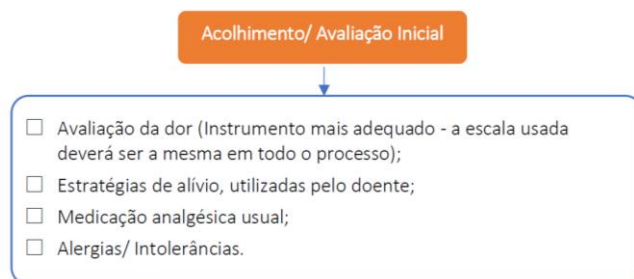 Acolhimento/ Avaliação Inicial
☐ Avaliação da dor (Instrumento mais adequado - a escala usada
deverá ser a mesma em todo o processo);
☐ Estratégias de alívio, utilizadas pelo doente;
☐ Medicação analgésica usual;
☐ Alergias/ Intolerâncias.